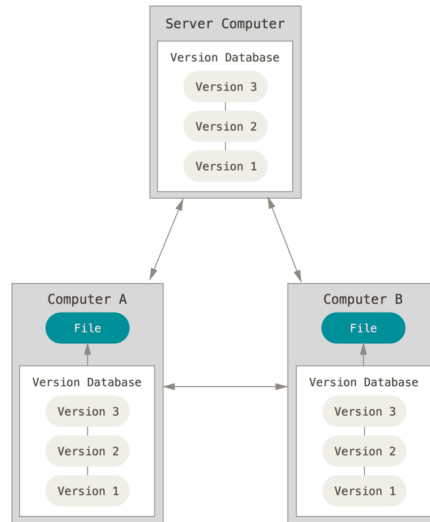 Server Computer
Version Database
Version 3
Version 2
Version 1
Computer A
File
Version Database
Version 3
Version 2
Version 1
Computer B
File
Version Database
Version 3
Version 2
Version 1